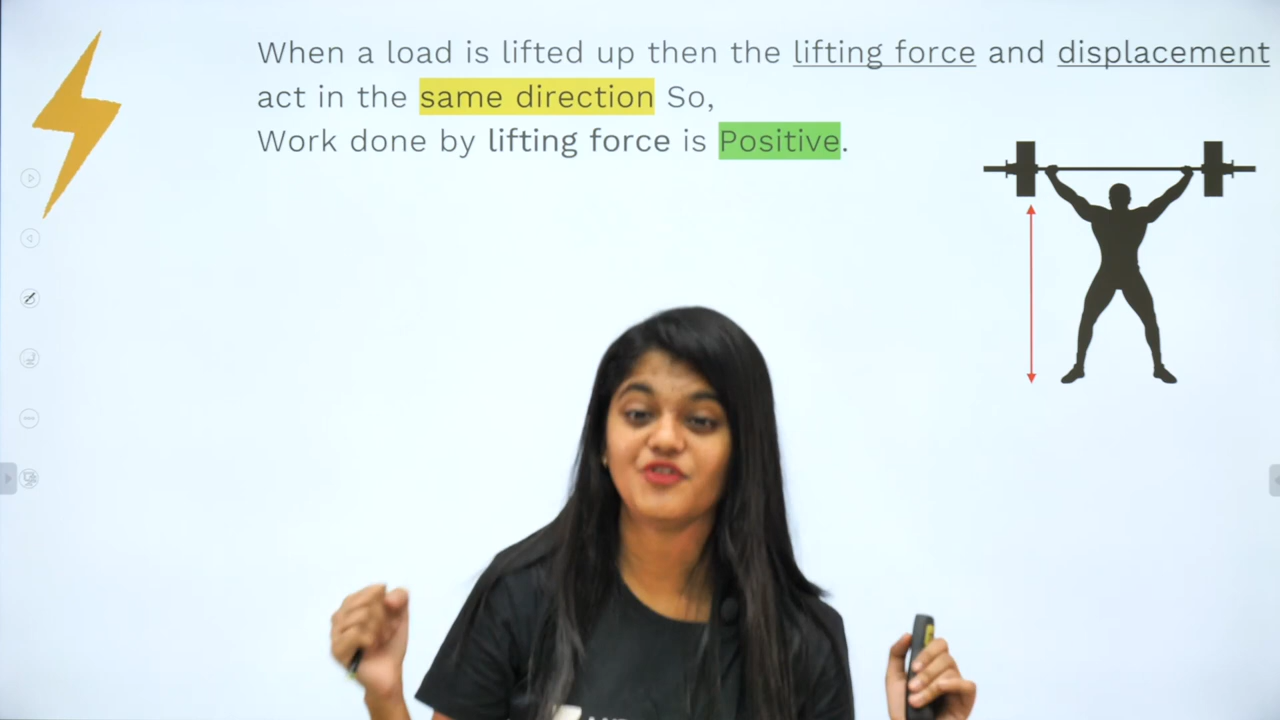 When a load is lifted up then the lifting force and displacement
act in the same direction So,
Work done by lifting force is Positive.